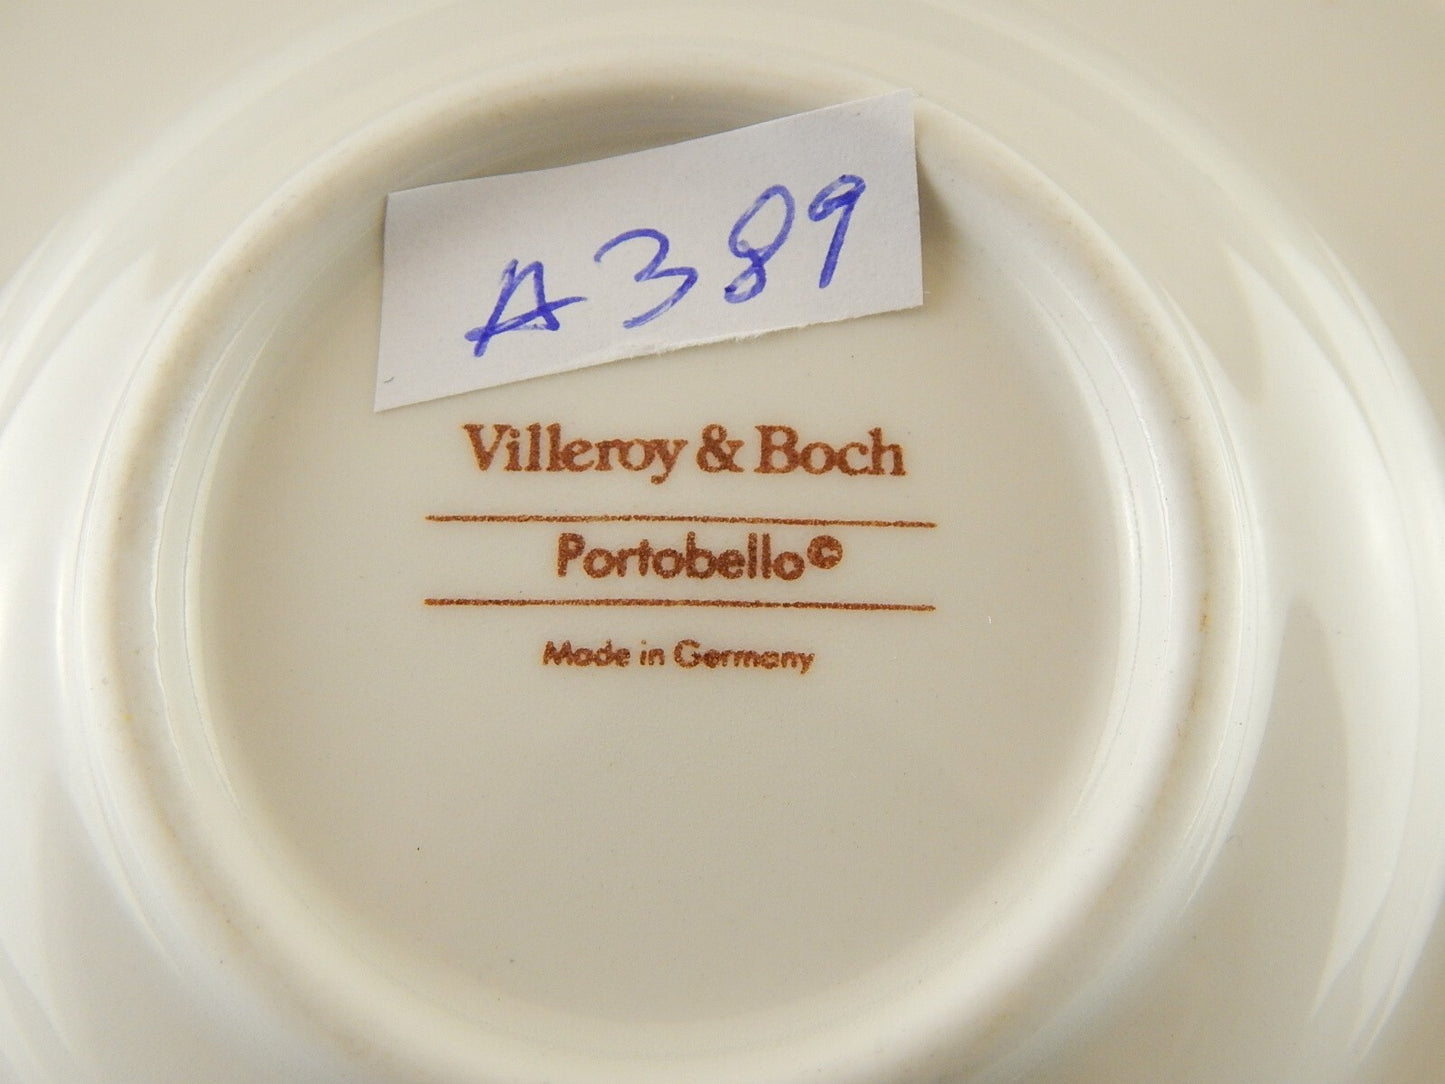 A389
Villeroy & Boch
Portobello©
Made in Germany